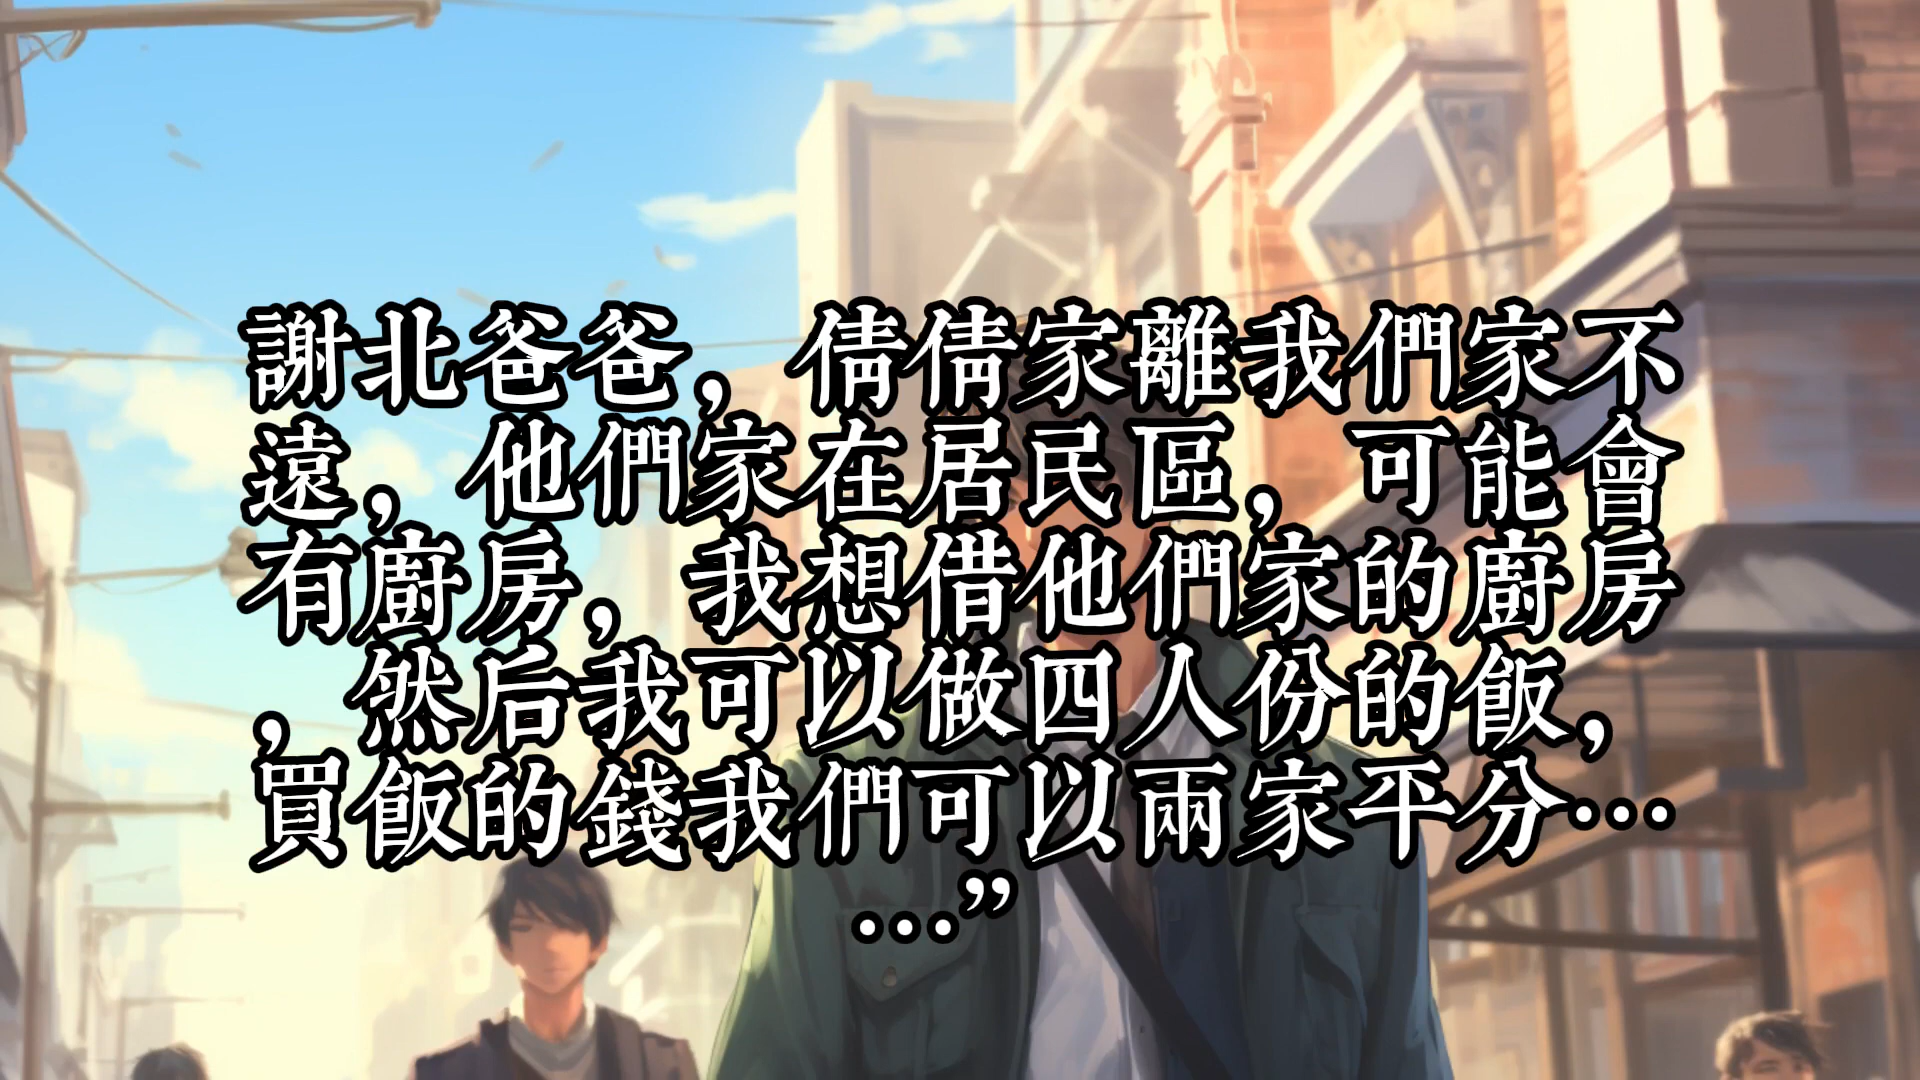 謝北爸爸，倩倩家離我們家不
遠，他們家在居民區，可能會
有廚房，我想借他們家的廚房
，然后我可以做四人份的飯，
買飯的錢我們可以兩家平分…
…”